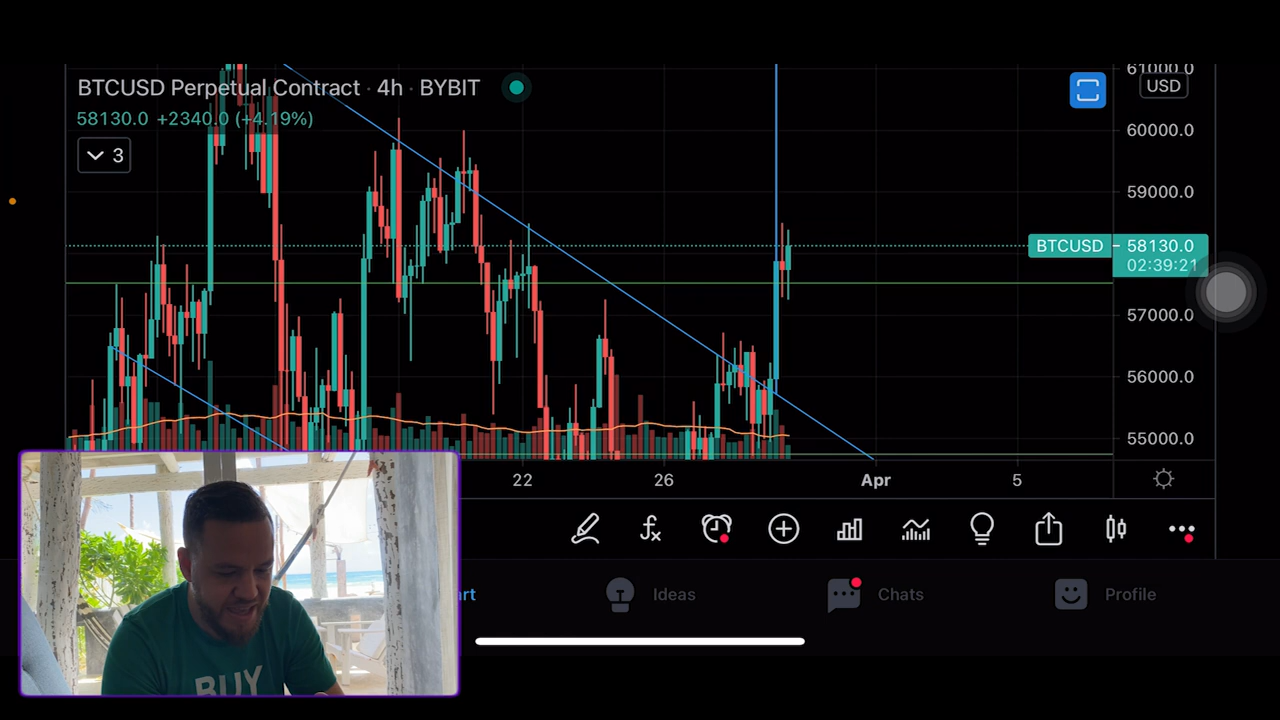 BTCUSD Perpetual Contract · 4h · BYBIT
58130.0 +2340.0 (+4.19%)
3
61000.0
USD
60000.0
59000.0
BTCUSD 58130.0
02:39:21
57000.0
56000.0
55000.0
22 26 Apr 5
art Ideas Chats Profile
BUY